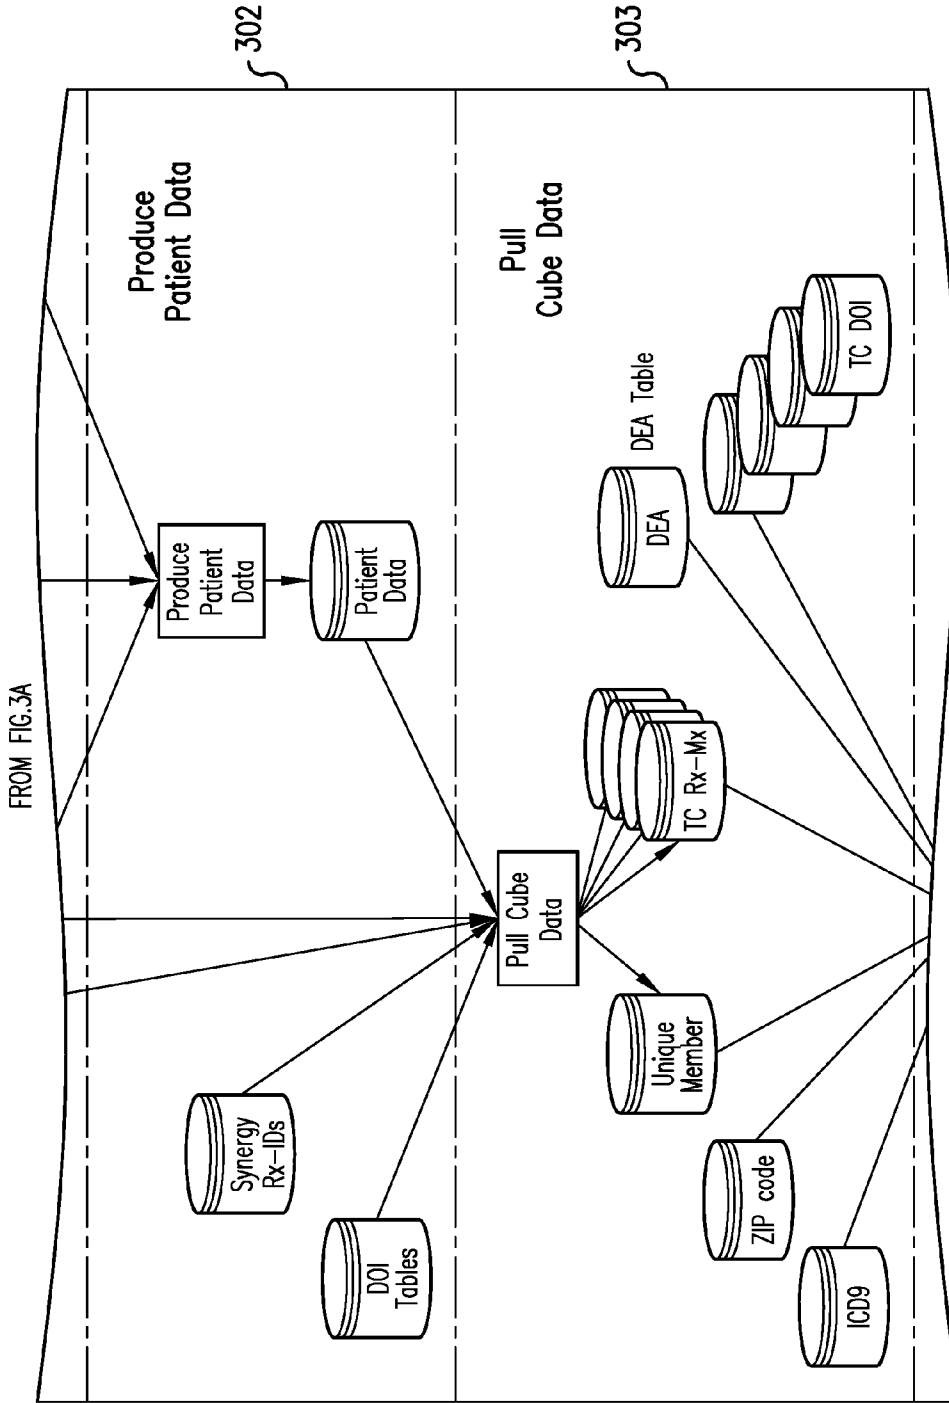 FROM FIG.3A
302
Produce
Patient Data
Produce
Patient
Data
Patient
Data
Synergy
Rx-IDs
DOI
Tables
303
Pull
Cube Data
Pull Cube
Data
DEA Table
DEA
TC DOI
TC Rx-Mx
Unique
Member
ZIP code
ICD9